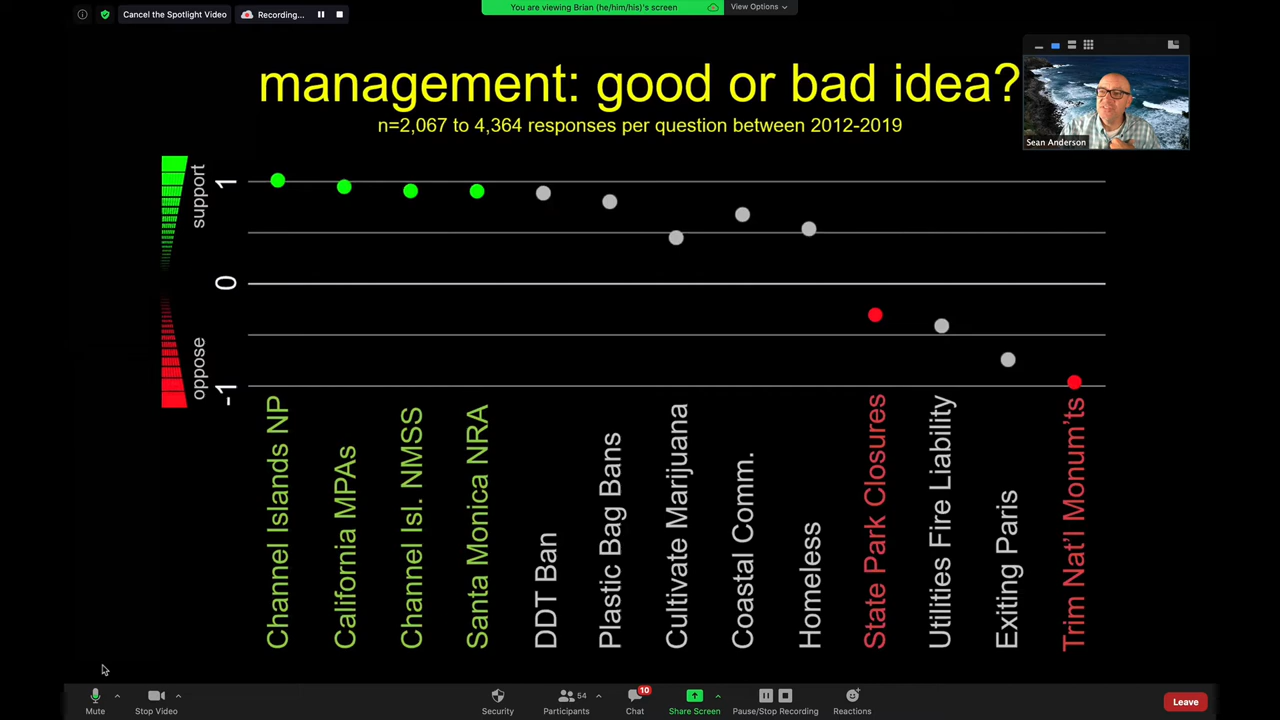 You are viewing Brian (he/him/his)'s screen
View Options
Cancel the Spotlight Video
Recording...
management: good or bad idea?
n=2,067 to 4,364 responses per question between 2012-2019
Sean Anderson
support
oppose
1
0
-1
Channel Islands NP
California MPAs
Channel Isl. NMSS
Santa Monica NRA
DDT Ban
Plastic Bag Bans
Cultivate Marijuana
Coastal Comm.
Homeless
State Park Closures
Utilities Fire Liability
Exiting Paris
Trim Nat'l Monum'ts
Mute
Stop Video
Security
Participants
54
Chat
10
Share Screen
Pause/Stop Recording
Reactions
Leave